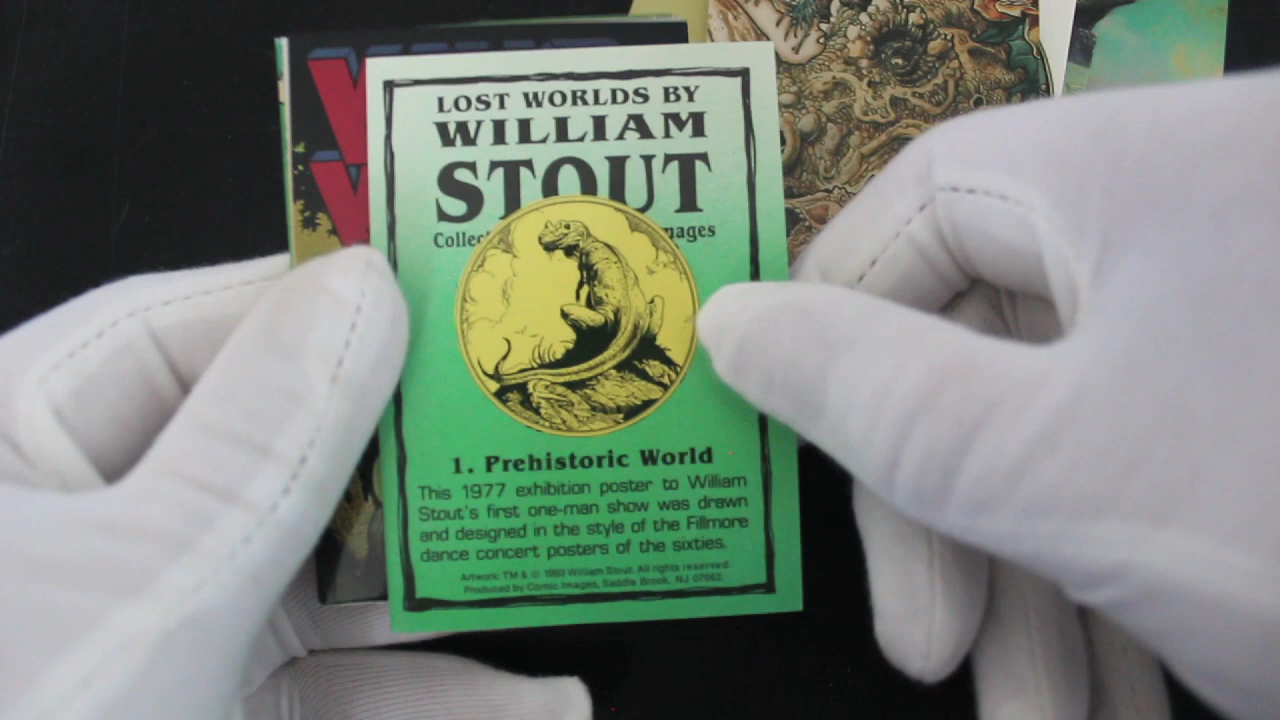 LOST WORLDS BY
WILLIAM
STOUT
1. Prehistoric World
This 1977 exhibition poster to William
Stout's first one-man show was drawn
and designed in the style of the Fillmore
dance concert posters of the sixties.
Artwork: TM & © 1993 William Stout. All rights reserved.
Produced by Comic Images, Saddle Brook, NJ 07662.